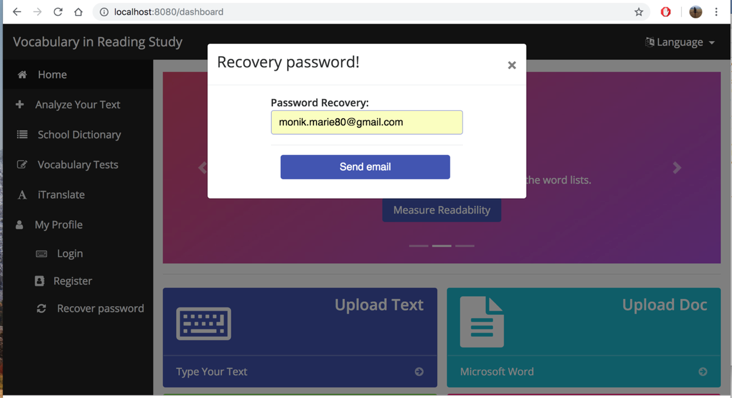 localhost:8080/dashboard
Vocabulary in Reading Study
Language
Recovery password!
×
Home
Analyze Your Text
School Dictionary
Vocabulary Tests
iTranslate
My Profile
Login
Register
Recover password
Password Recovery:
monik.marie80@gmail.com
Send email
the word lists.
Measure Readability
Upload Text
Type Your Text
Upload Doc
Microsoft Word